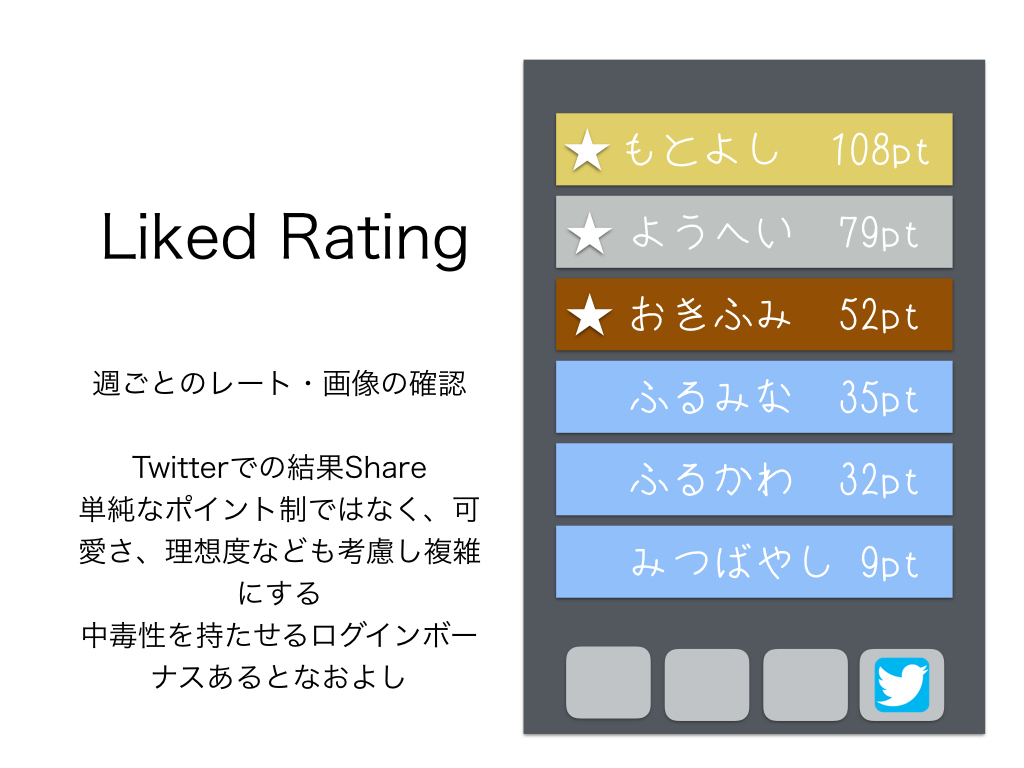 Liked Rating
週ごとのレート・画像の確認
Twitterでの結果Share
単純なポイント制ではなく、可
愛さ、理想度なども考慮し複雑
にする
中毒性を持たせるログインボー
ナスあるとなおよし
★もとよし 108pt
★ようへい 79pt
★おきふみ 52pt
ふるみな 35pt
ふるかわ 32pt
みつばやし 9pt